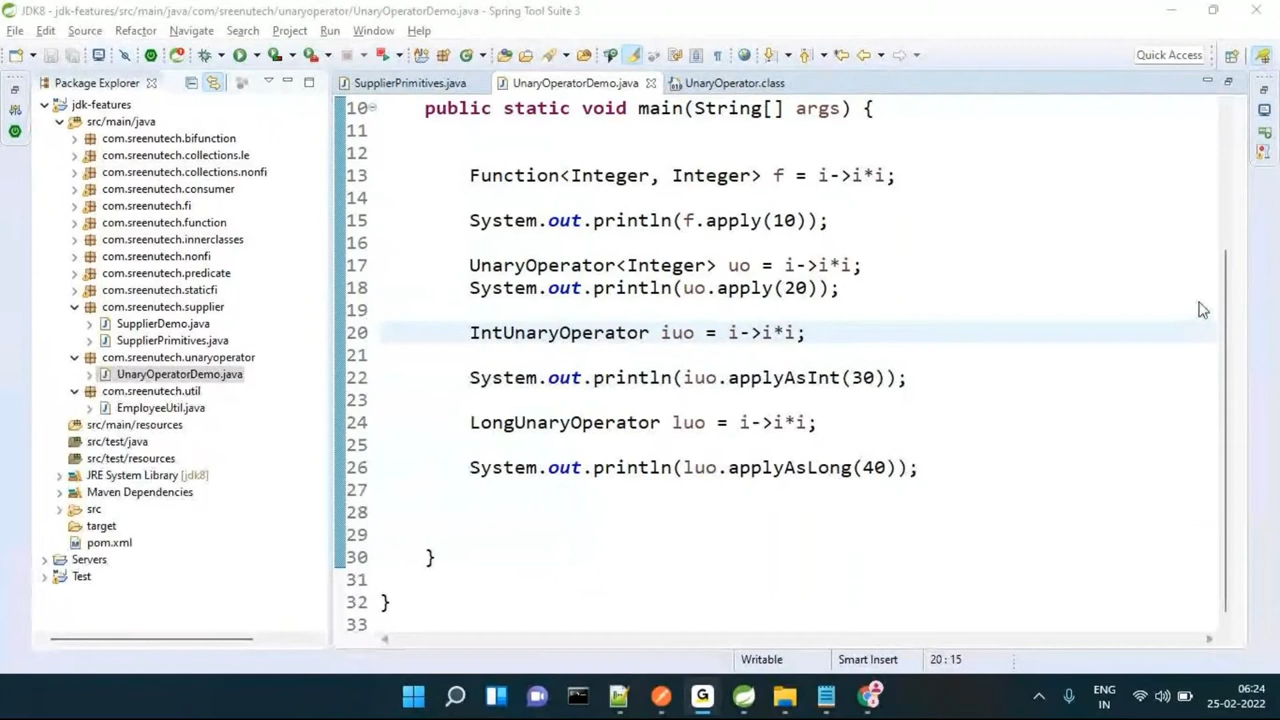 JDK8 - jdk-features/src/main/java/com/sreenutech/unaryoperator/UnaryOperatorDemo.java - Spring Tool Suite 3
File Edit Source Refactor Navigate Search Project Run Window Help
Quick Access
Package Explorer
jdk-features
src/main/java
com.sreenutech.bifunction
com.sreenutech.collections.le
com.sreenutech.collections.nonfi
com.sreenutech.consumer
com.sreenutech.fi
com.sreenutech.function
com.sreenutech.innerclasses
com.sreenutech.nonfi
com.sreenutech.predicate
com.sreenutech.staticfi
com.sreenutech.supplier
SupplierDemo.java
SupplierPrimitives.java
com.sreenutech.unaryoperator
UnaryOperatorDemo.java
com.sreenutech.util
EmployeeUtil.java
src/main/resources
src/test/java
src/test/resources
JRE System Library [jdk8]
Maven Dependencies
src
target
pom.xml
Servers
Test
SupplierPrimitives.java UnaryOperatorDemo.java UnaryOperator.class
10 public static void main(String[] args) {
11
12
13 Function<Integer, Integer> f = i->i*i;
14
15 System.out.println(f.apply(10));
16
17 UnaryOperator<Integer> uo = i->i*i;
18 System.out.println(uo.apply(20));
19
20 IntUnaryOperator iuo = i->i*i;
21
22 System.out.println(iuo.applyAsInt(30));
23
24 LongUnaryOperator luo = i->i*i;
25
26 System.out.println(luo.applyAsLong(40));
27
28
29
30 }
31
32 }
33
Writable Smart Insert 20 : 15
ENG
IN
06:24
25-02-2022